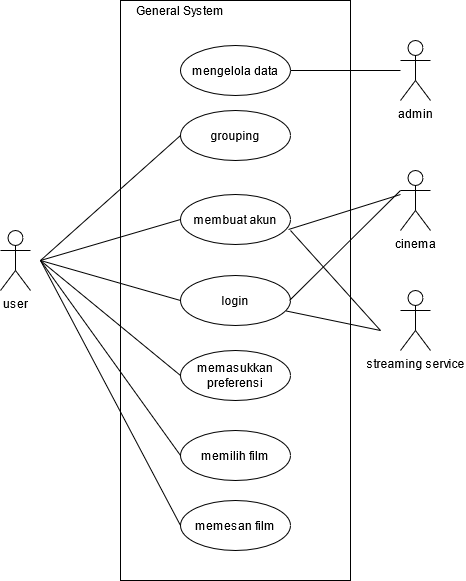 General System
mengelola data
admin
grouping
membuat akun
cinema
user
login
streaming service
memasukkan
preferensi
memilih film
memesan film